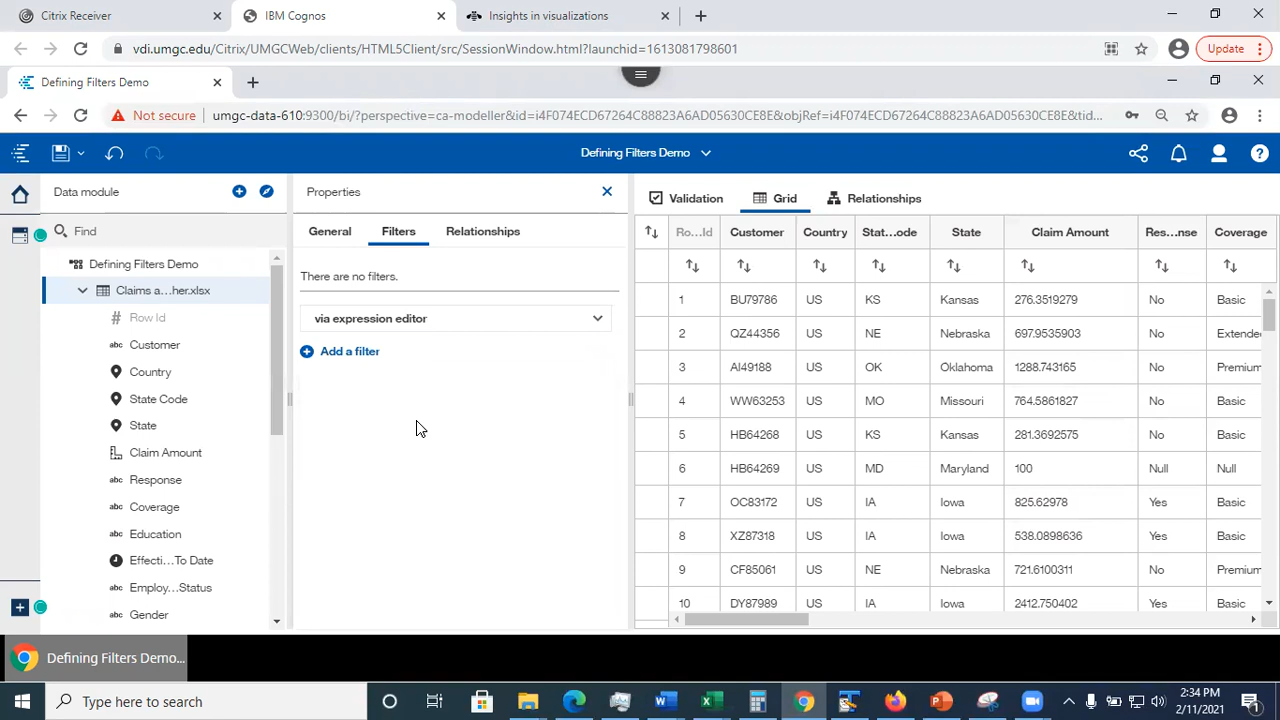 Citrix Receiver
IBM Cognos
Insights in visualizations
vdi.umgc.edu/Citrix/UMGCWeb/clients/HTML5Client/src/SessionWindow.html?launchid=1613081798601
Update
Defining Filters Demo
Not secure
umgc-data-610:9300/bi/?perspective=ca-modeller&id=i4F074ECD67264C88823A6AD05630CE8E&objRef=i4F074ECD67264C88823A6AD05630CE8E&tid...
Defining Filters Demo
Data module
Find
Defining Filters Demo
Claims a...her.xlsx
Row Id
abc Customer
Country
State Code
State
Claim Amount
abc Response
abc Coverage
abc Education
Effecti...To Date
abc Employ...Status
abc Gender
Properties
General Filters Relationships
There are no filters.
via expression editor
Add a filter
Validation Grid Relationships
Ro...Id Customer Country Stat...ode State Claim Amount Res...nse Coverage
1 BU79786 US KS Kansas 276.3519279 No Basic
2 QZ44356 US NE Nebraska 697.9535903 No Extende
3 AI49188 US OK Oklahoma 1288.743165 No Premium
4 WW63253 US MO Missouri 764.5861827 No Basic
5 HB64268 US KS Kansas 281.3692575 No Basic
6 HB64269 US MD Maryland 100 Null Null
7 OC83172 US IA Iowa 825.62978 Yes Basic
8 XZ87318 US IA Iowa 538.0898636 Yes Basic
9 CF85061 US NE Nebraska 721.6100311 No Premium
10 DY87989 US IA Iowa 2412.750402 Yes Basic
Defining Filters Demo...
Type here to search
2:34 PM
2/11/2021
1